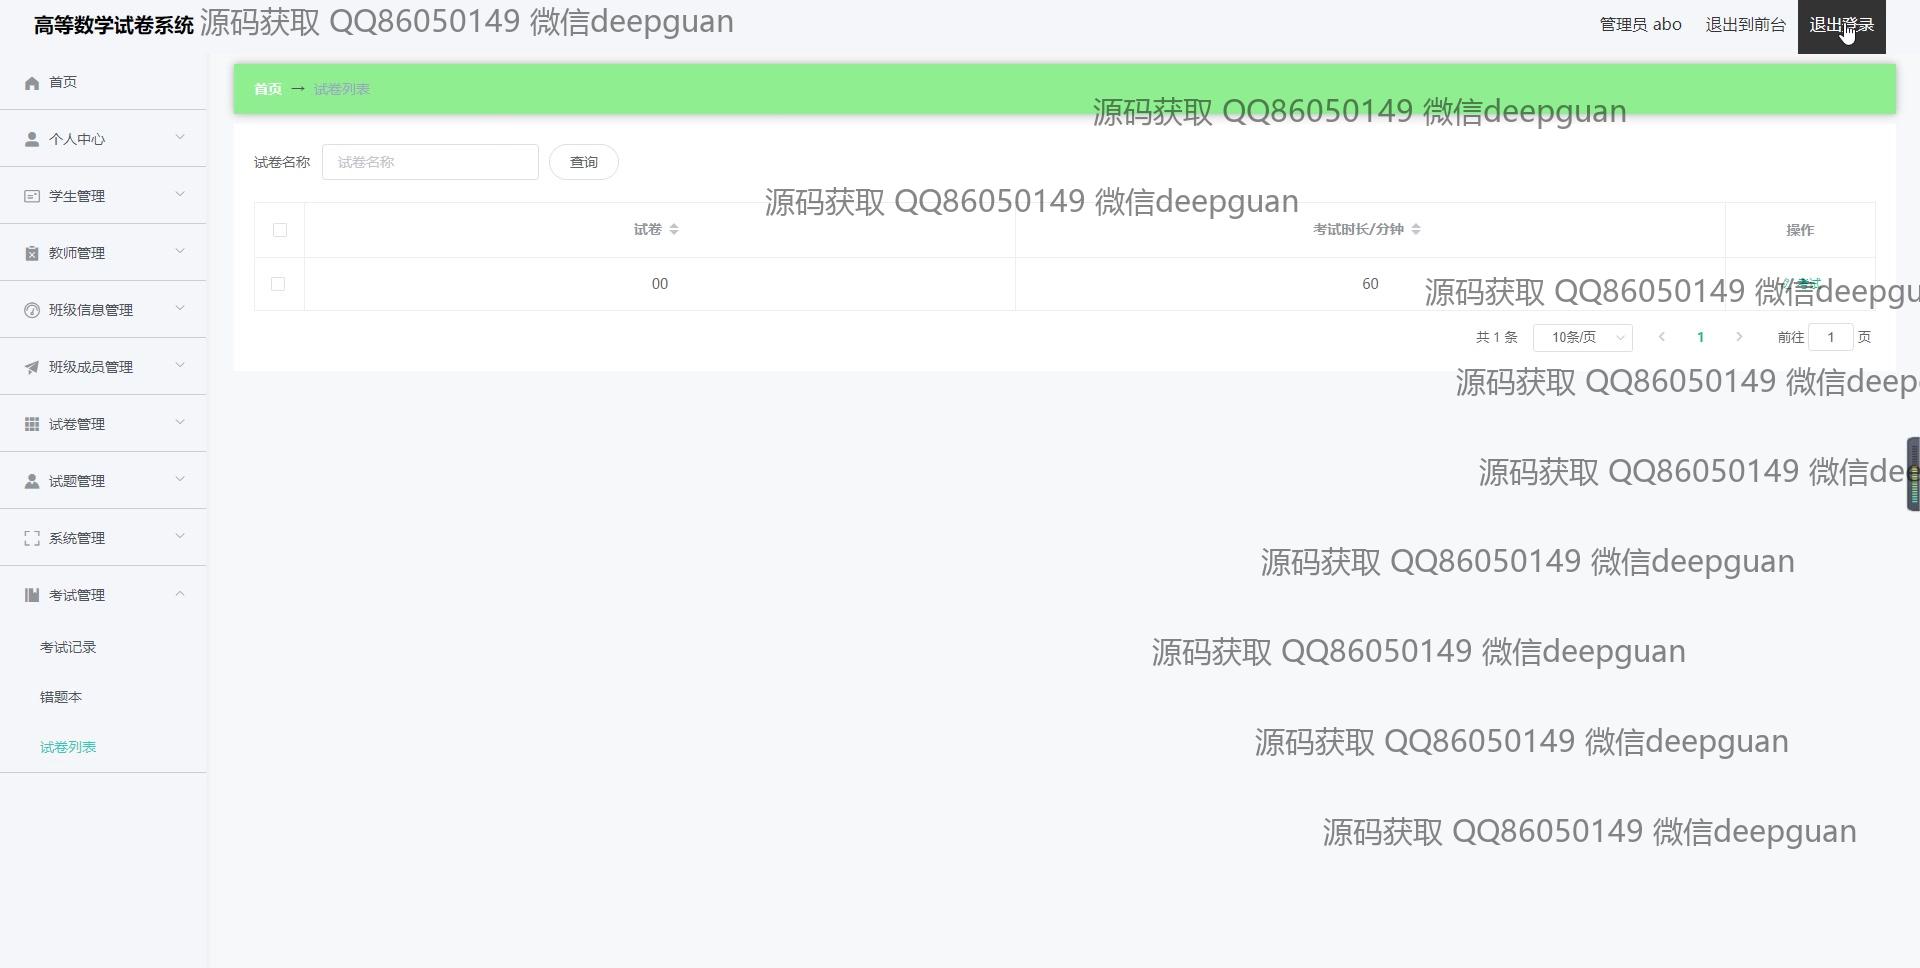 高等数学试卷系统 源码获取 QQ86050149 微信deepguan
管理员 abo 退出到前台 退出登录
首页
个人中心
学生管理
教师管理
班级信息管理
班级成员管理
试卷管理
试题管理
系统管理
考试管理
考试记录
错题本
试卷列表
首页 → 试卷列表
源码获取 QQ86050149 微信deepguan
试卷名称 试卷名称 查询
源码获取 QQ86050149 微信deepguan
试卷 考试时长/分钟 操作
00 60 考试
源码获取 QQ86050149 微信deepgu
共 1 条 10条/页 1 前往 1 页
源码获取 QQ86050149 微信deep
源码获取 QQ86050149 微信dee
源码获取 QQ86050149 微信deepguan
源码获取 QQ86050149 微信deepguan
源码获取 QQ86050149 微信deepguan
源码获取 QQ86050149 微信deepguan